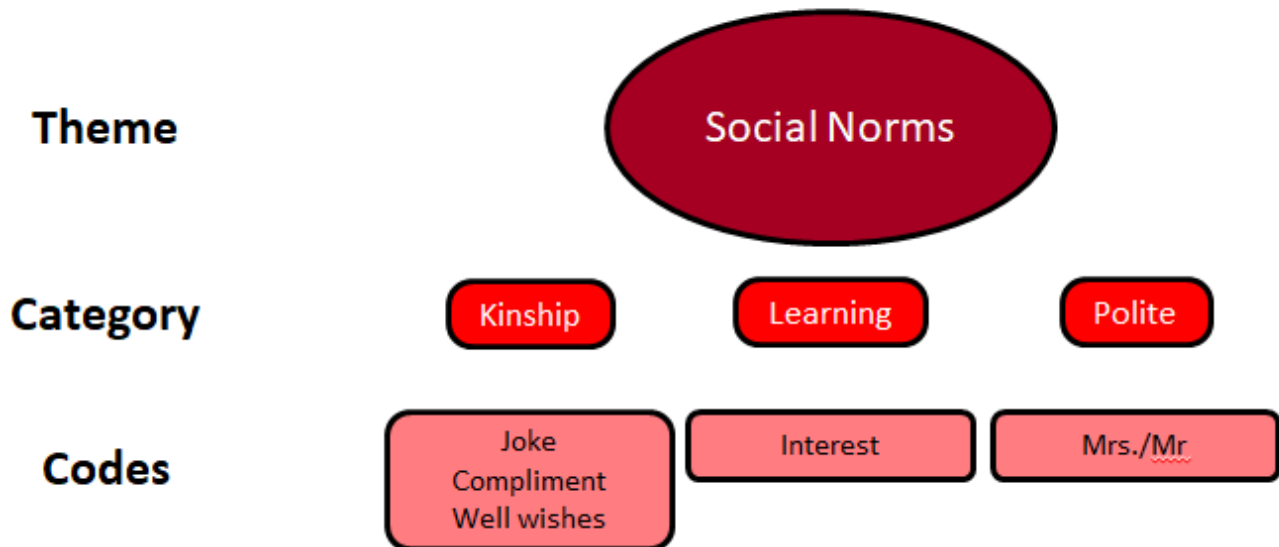 Theme
Social Norms
Category
Kinship
Learning
Polite
Codes
Joke
Compliment
Well wishes
Interest
Mrs./Mr